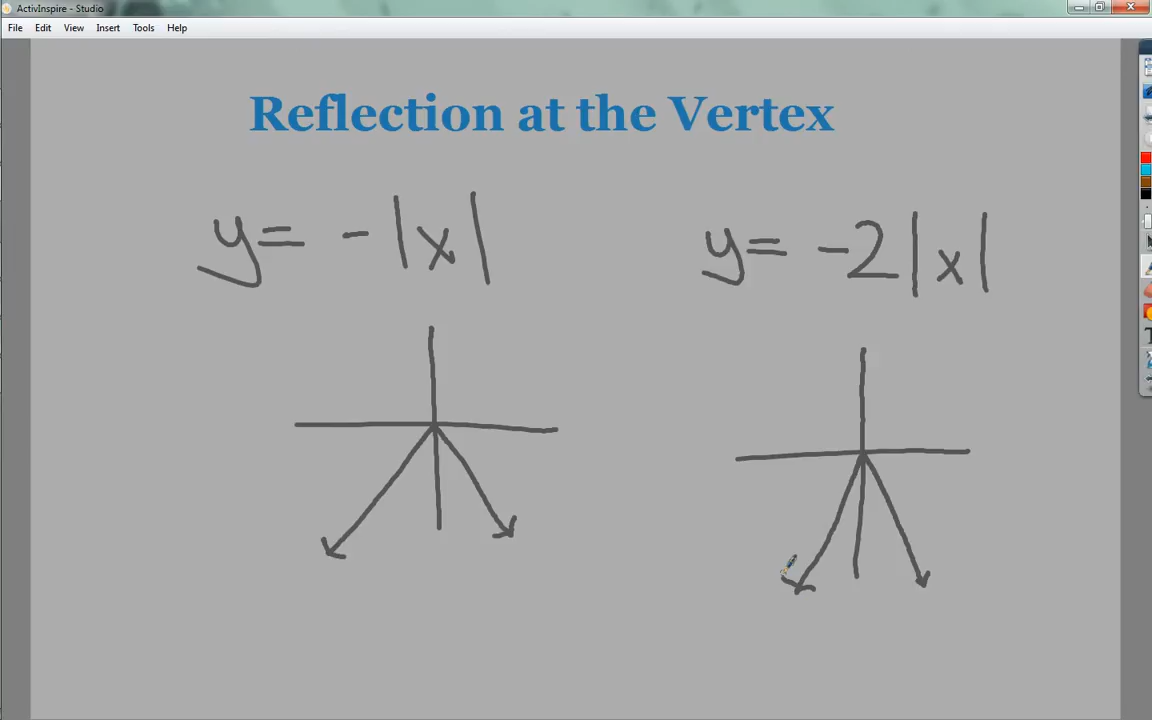 ActivInspire - Studio
File Edit View Insert Tools Help
Reflection at the Vertex
y = -|x|
y = -2|x|